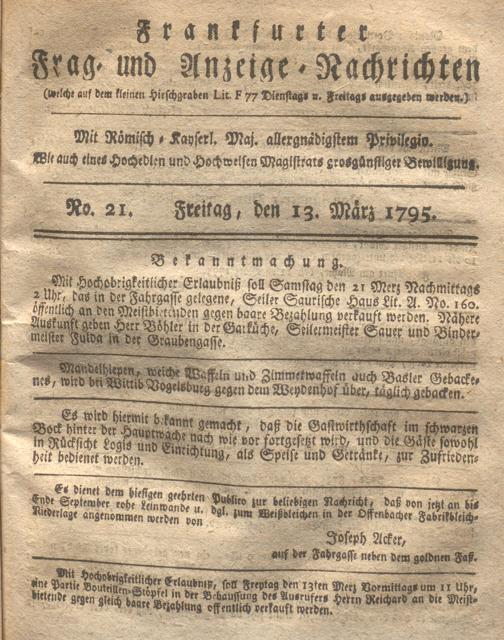 Frankfurter
Frag- und Anzeige-Nachrichten
(welche auf dem kleinen Hirschgraben Lit. F 77 Dienstags u. Freitags ausgegeben werden.)
Mit Römisch-Kayserl. Maj. allergnädigstem Privilegio.
Wie auch eines Hochedlen und Hochweisen Magistrats grosgünstiger Bewilligung.
No. 21. Freitag, den 13. März 1795.
Bekanntmachung.
Mit Hochobrigkeitlicher Erlaubniß soll Samstag den 21 Merz Nachmittags
2 Uhr, das in der Fahrgasse gelegene, Seiler Saurische Haus Lit. A. No. 160.
öffentlich an den Meistbietenden gegen baare Bezahlung verkauft werden. Nähere
Auskunft geben Herr Böhler in der Garküche, Seilermeister Sauer und Binder-
meister Fulda in der Graubengasse.
Mandelhiepen, weiche Waffeln und Zimmetwaffeln auch Basler Gebacke-
nes, wird bei Wittib Vogelsburg gegen dem Weydenhof über, täglich gebacken.
Es wird hiermit bekannt gemacht, daß die Gastwirthschaft im schwarzen
Bock hinter der Hauptwache nach wie vor fortgesetzt wird, und die Gäste sowohl
in Rücksicht Logis und Einrichtung, als Speise und Getränke, zur Zufrieden-
heit bedienet werden.
Es dienet dem hiesigen geehrten Publico zur beliebigen Nachricht, daß von jetzt an bis
Ende September rohe Leinwande u. dgl. zum Weißbleichen in der Offenbacher Fabrikbleich-
Niederlage angenommen werden von
Joseph Acker,
auf der Fahrgasse neben dem goldnen Faß.
Mit Hochobrigkeitlicher Erlaubniß, soll Freytag den 13ten Merz Vormittags um 11 Uhr,
eine Partie Bouteillen-Stöpsel in der Behaussung des Ausrufers Herrn Reichard an die Meist-
bietende gegen gleich baare Bezahlung öffentlich verkauft werden.